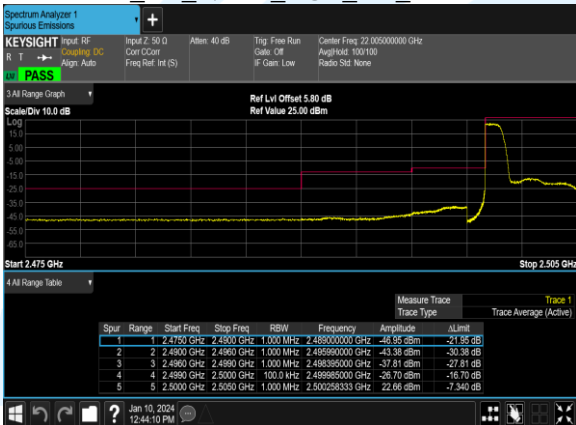 Spectrum Analyzer 1
Spurious Emissions
+
KEYSIGHT Input: RF Input Z: 50 Ω Atten: 40 dB Trig: Free Run Center Freq: 22.005000000 GHz
R T Coupling: DC Corr CCorr Gate: Off Avg|Hold: 100/100
Align: Auto Freq Ref: Int (S) IF Gain: Low Radio Std: None
PASS
3 All Range Graph
Ref Lvl Offset 5.80 dB
Scale/Div 10.0 dB Ref Value 25.00 dBm
Log
15.0
5.00
-5.00
-15.0
-25.0
-35.0
-45.0
-55.0
-65.0
Start 2.475 GHz Stop 2.505 GHz
4 All Range Table
Measure Trace Trace 1
Trace Type Trace Average (Active)
Spur Range Start Freq Stop Freq RBW Frequency Amplitude ΔLimit
1 1 2.4750 GHz 2.4900 GHz 1.000 MHz 2.489000000 GHz -46.95 dBm -21.95 dB
2 2 2.4900 GHz 2.4960 GHz 1.000 MHz 2.495990000 GHz -43.38 dBm -30.38 dB
3 3 2.4960 GHz 2.4990 GHz 1.000 MHz 2.498395000 GHz -37.81 dBm -27.81 dB
4 4 2.4990 GHz 2.5000 GHz 100.0 kHz 2.499985000 GHz -26.70 dBm -16.70 dB
5 5 2.5000 GHz 2.5050 GHz 1.000 MHz 2.500258333 GHz 22.66 dBm -7.340 dB
? Jan 10, 2024
12:44:10 PM